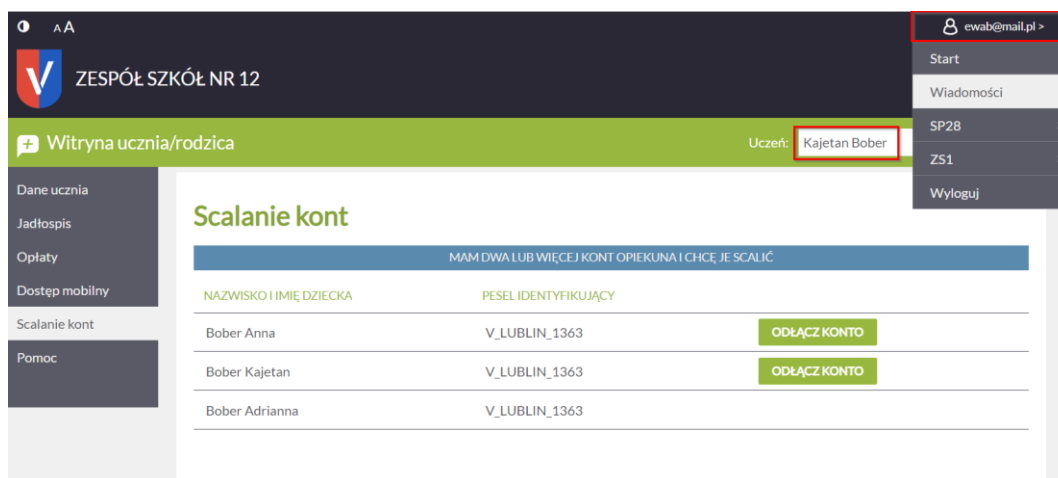 A A
ewab@mail.pl >
V
ZESPÓŁ SZKÓŁ NR 12
Start
Wiadomości
SP28
ZS1
Wyloguj
Witryna ucznia/rodzica
Uczeń: Kajetan Bober
Dane ucznia
Jadłospis
Opłaty
Dostęp mobilny
Scalanie kont
Pomoc
Scalanie kont
MAM DWA LUB WIĘCEJ KONT OPIEKUNA I CHCĘ JE SCALIĆ
NAZWISKO I IMIĘ DZIECKA PESEL IDENTYFIKUJĄCY
Bober Anna V_LUBLIN_1363 ODŁĄCZ KONTO
Bober Kajetan V_LUBLIN_1363 ODŁĄCZ KONTO
Bober Adrianna V_LUBLIN_1363